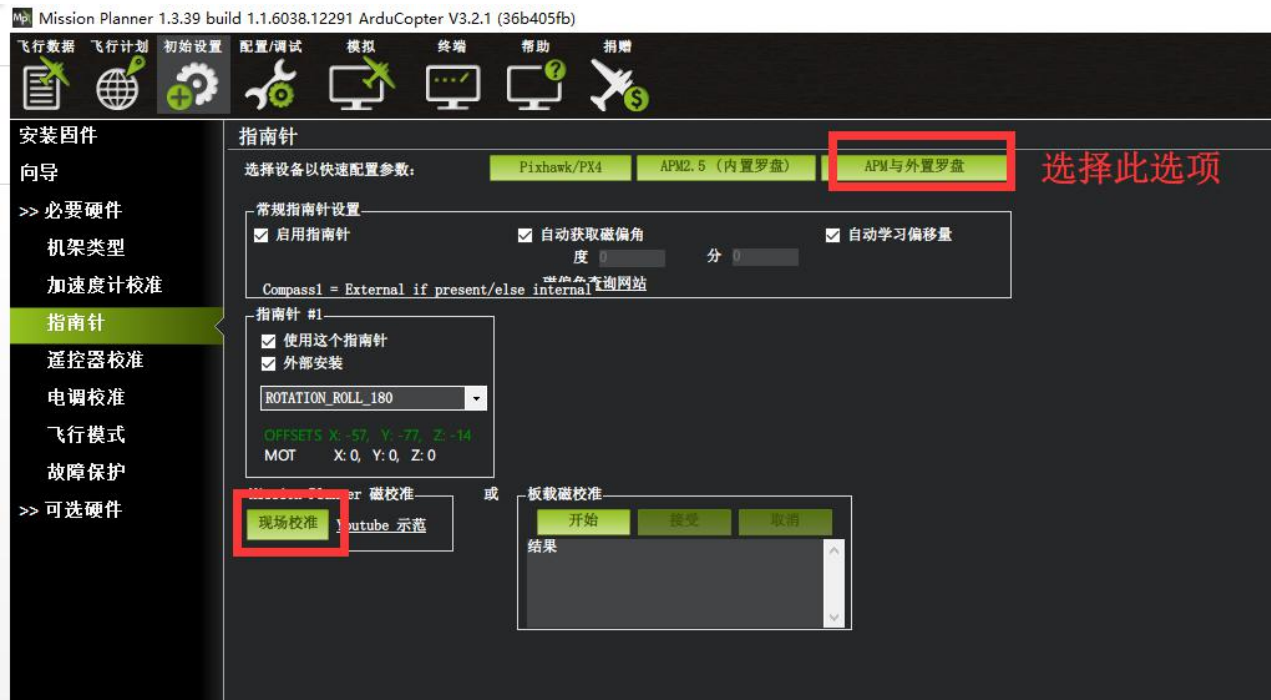 Mission Planner 1.3.39 build 1.1.6038.12291 ArduCopter V3.2.1 (36b405fb)
飞行数据 飞行计划 初始设置 配置/调试 模拟 终端 帮助 捐赠
安装固件
向导
>> 必要硬件
机架类型
加速度计校准
指南针
遥控器校准
电调校准
飞行模式
故障保护
>> 可选硬件
指南针
选择设备以快速配置参数: Pixhawk/PX4 APM2.5 (内置罗盘) APM与外置罗盘 选择此选项
常规指南针设置
启用指南针 自动获取磁偏角 自动学习偏移量
度 0 分 0
磁偏角查询网站
Compass1 = External if present/else internal
指南针 #1
使用这个指南针
外部安装
ROTATION_ROLL_180
OFFSETS X: -57, Y: -77, Z: -14
MOT X: 0, Y: 0, Z: 0
Mission Planner 磁校准 或 板载磁校准
现场校准 Youtube 示范 开始 接受 取消
结果